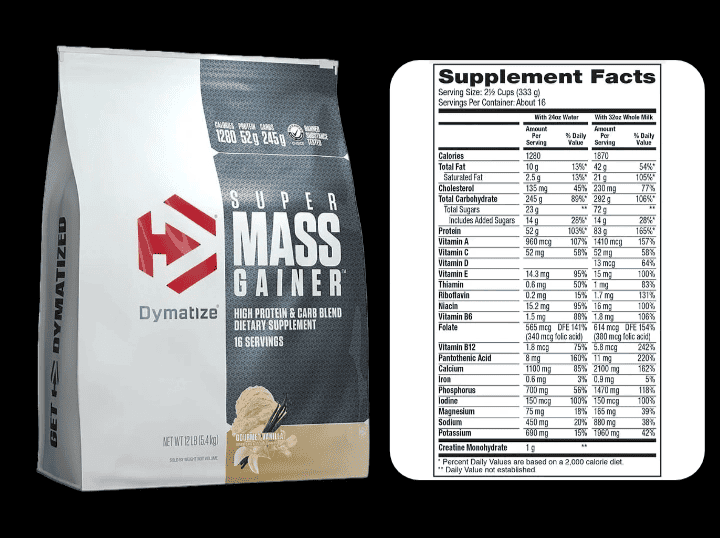 CALORIES PROTEIN CARBS
1280 52g 245g
BANNED
SUBSTANCE
TESTED
SUPER
MASS
GAINER™
Dymatize®
HIGH PROTEIN & CARB BLEND
DIETARY SUPPLEMENT
16 SERVINGS
GOURMET VANILLA
NET WT 12 LB (5.4kg)
SOLD BY WEIGHT NOT VOLUME
DYMATIZED
Supplement Facts
Serving Size: 2½ Cups (333 g)
Servings Per Container: About 16
With 24oz Water With 32oz Whole Milk
Amount Per Serving % Daily Value Amount Per Serving % Daily Value
Calories 1280 1870
Total Fat 10 g 13%* 42 g 54%*
Saturated Fat 2.5 g 13%* 21 g 105%*
Cholesterol 135 mg 45% 230 mg 77%
Total Carbohydrate 245 g 89%* 292 g 106%*
Total Sugars 23 g ** 72 g **
Includes Added Sugars 14 g 28%* 14 g 28%*
Protein 52 g 103%* 83 g 165%*
Vitamin A 960 mcg 107% 1410 mcg 157%
Vitamin C 52 mg 58% 52 mg 58%
Vitamin D 13 mcg 64%
Vitamin E 14.3 mg 95% 15 mg 100%
Thiamin 0.6 mg 50% 1 mg 83%
Riboflavin 0.2 mg 15% 1.7 mg 131%
Niacin 15.2 mg 95% 16 mg 100%
Vitamin B6 1.5 mg 88% 1.8 mg 106%
Folate 565 mcg DFE 141% 614 mcg DFE 154%
(340 mcg folic acid) (380 mcg folic acid)
Vitamin B12 1.8 mcg 75% 5.8 mcg 242%
Pantothenic Acid 8 mg 160% 11 mg 220%
Calcium 1100 mg 85% 2100 mg 162%
Iron 0.6 mg 3% 0.9 mg 5%
Phosphorus 700 mg 56% 1470 mg 118%
Iodine 150 mcg 100% 150 mcg 100%
Magnesium 75 mg 18% 165 mg 39%
Sodium 450 mg 20% 880 mg 38%
Potassium 690 mg 15% 1960 mg 42%
Creatine Monohydrate 1 g **
* Percent Daily Values are based on a 2,000 calorie diet.
** Daily Value not established.